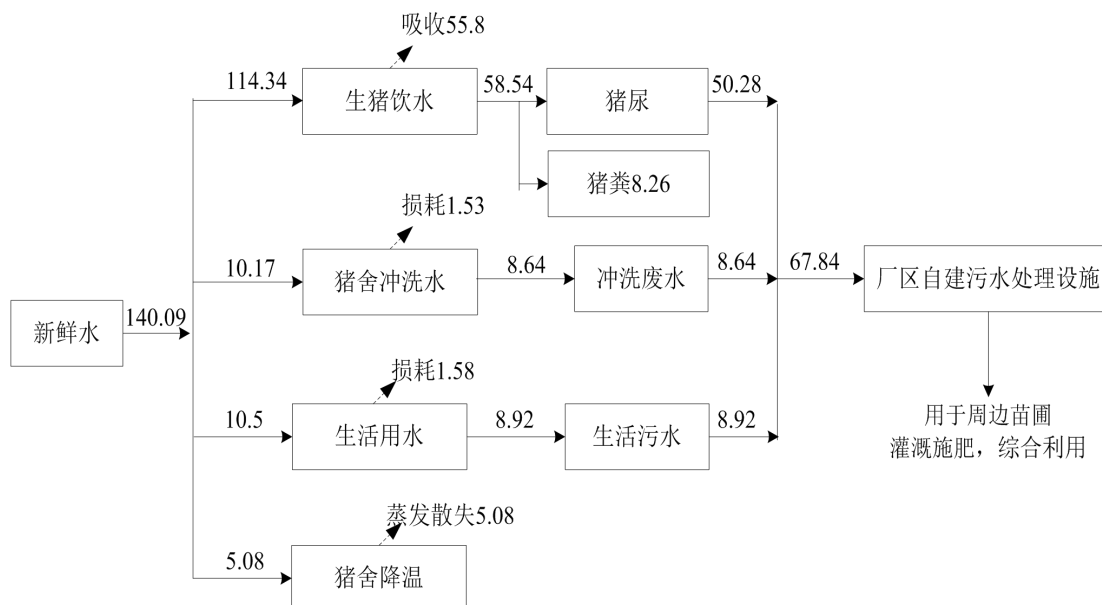 吸收55.8
114.34
生猪饮水
58.54
猪尿
50.28
猪粪8.26
损耗1.53
10.17
猪舍冲洗水
8.64
冲洗废水
8.64
67.84
厂区自建污水处理设施
新鲜水
140.09
损耗1.58
10.5
生活用水
8.92
生活污水
8.92
用于周边苗圃
灌溉施肥，综合利用
蒸发散失5.08
5.08
猪舍降温